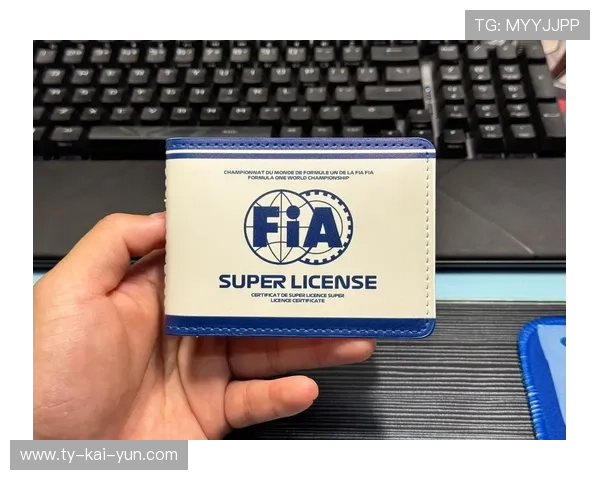 TG: MYYJJPP
CHAMPIONNAT DU MONDE DE FORMULE UN DE LA FIA FIA
FORMULA ONE WORLD CHAMPIONSHIP
FiA
SUPER LICENSE
CERTIFICAT DE SUPER LICENCE SUPER
LICENCE CERTIFICATE
www.ty-kai-yun.com